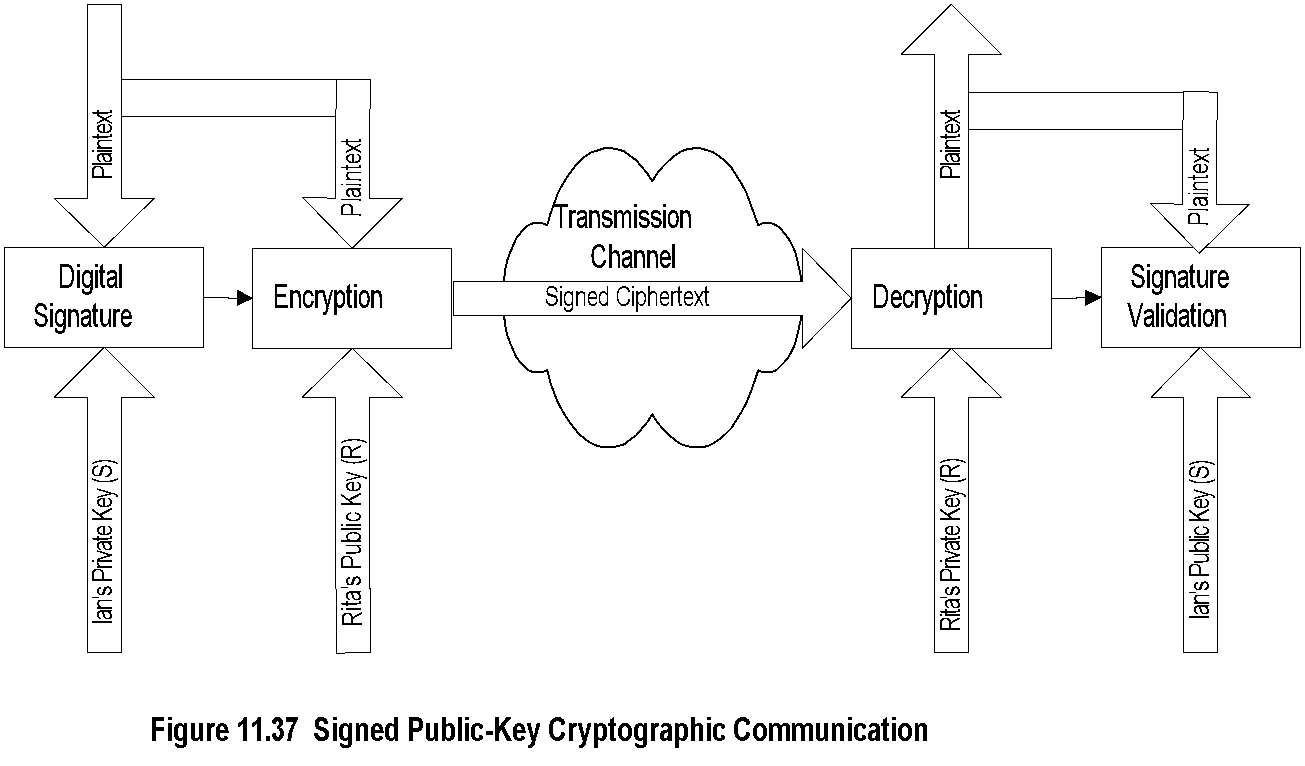 Plaintext
Plaintext
Digital
Signature
Encryption
Transmission
Channel
Signed Ciphertext
Plaintext
Plaintext
Decryption
Signature
Validation
Ian's Private Key (S)
Rita's Public Key (R)
Rita's Private Key (R)
Ian's Public Key (S)
Figure 11.37 Signed Public-Key Cryptographic Communication